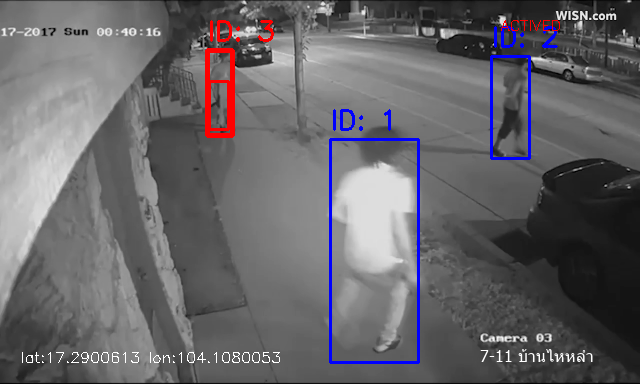 WISN.com
17-2017 Sun 00:40:16
ID: 3
ID: 2
ID: 1
Camera 03
lat:17.2900613 lon:104.1080053
7-11 บ้านไหหลำ